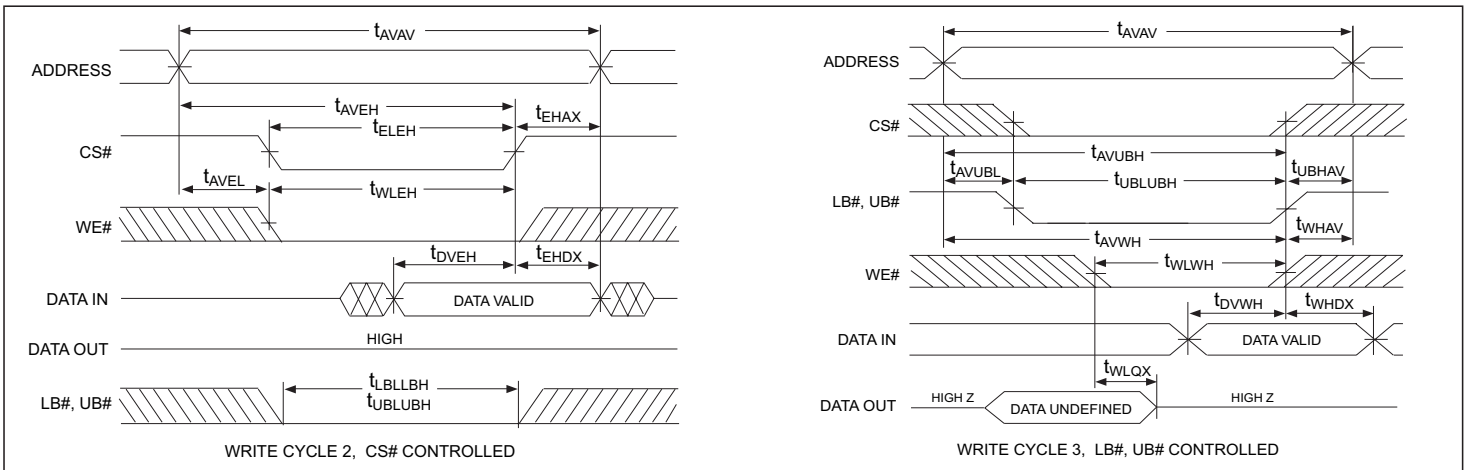 tAVAV
ADDRESS
tAVEH
tELEH
tEHAX
CS#
tAVEL
tWLEH
WE#
tDVEH
tEHDX
DATA IN
DATA VALID
DATA OUT
HIGH
LB#, UB#
tLBLLBH
tUBLUBH
WRITE CYCLE 2, CS# CONTROLLED
tAVAV
ADDRESS
CS#
tAVUBH
tAVUBL
tUBLUBH
tUBHAV
LB#, UB#
tAVWH
tWHAV
WE#
tWLWH
tDVWH
tWHDX
DATA IN
DATA VALID
tWLQX
DATA OUT
HIGH Z
DATA UNDEFINED
HIGH Z
WRITE CYCLE 3, LB#, UB# CONTROLLED